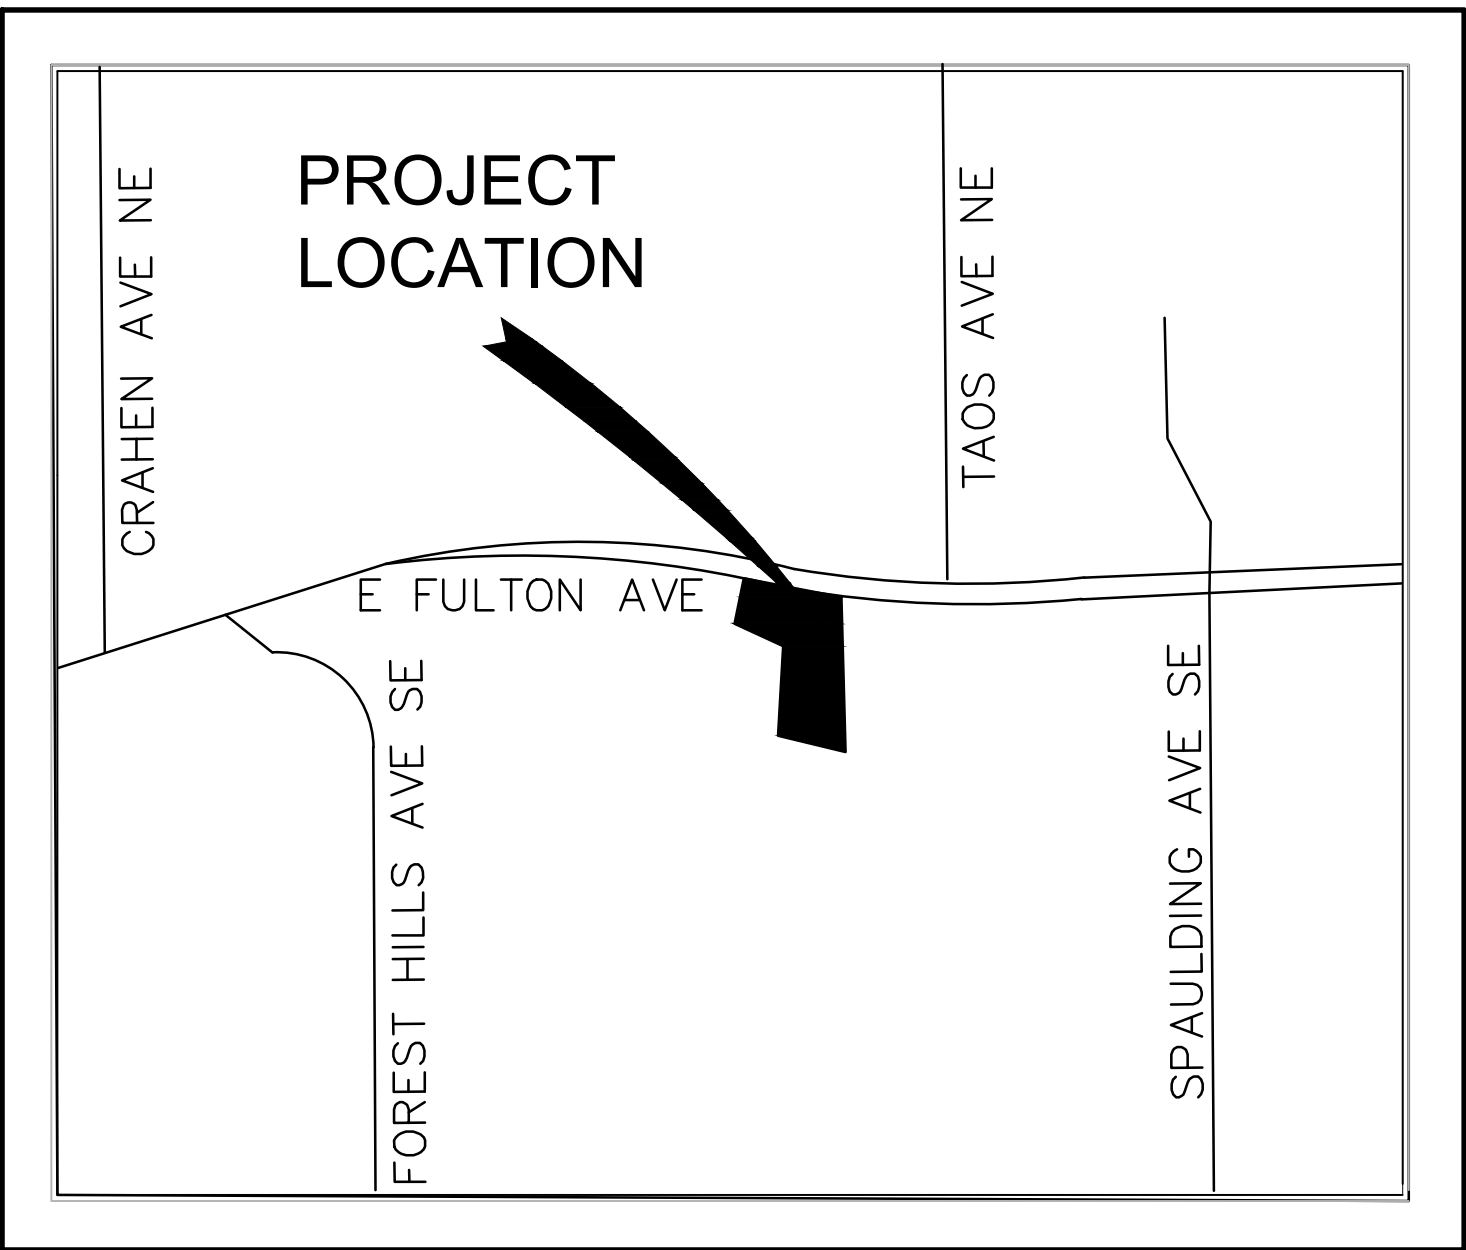 PROJECT
LOCATION
CRAHEN AVE NE
TAOS AVE NE
E FULTON AVE
FOREST HILLS AVE SE
SPAULDING AVE SE